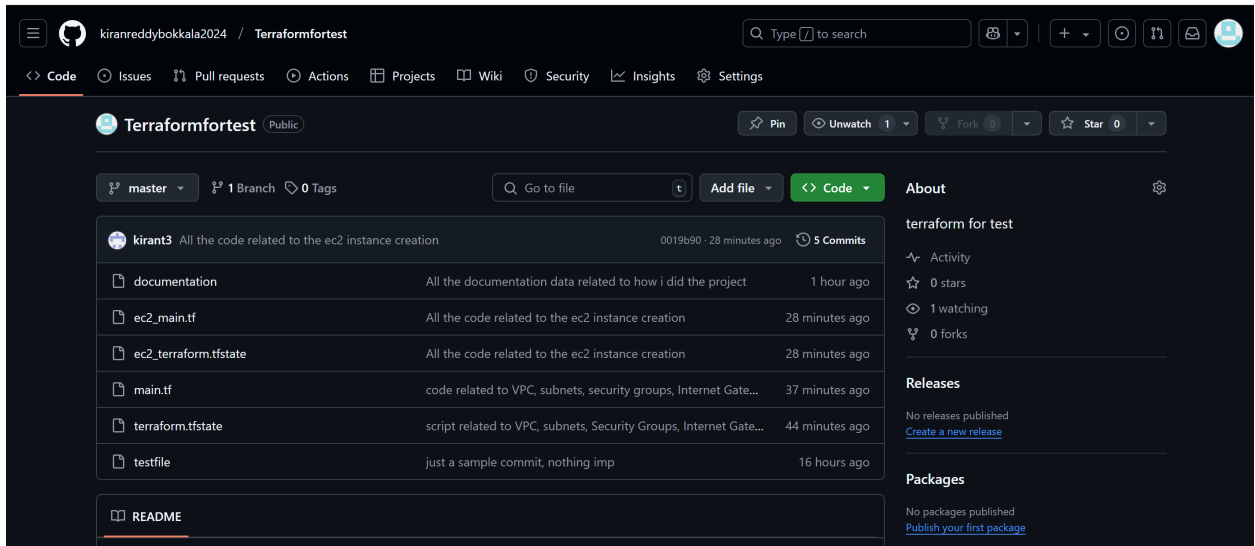 kiranreddybokkala2024 / Terraformfortest
Type / to search
Code Issues Pull requests Actions Projects Wiki Security Insights Settings
Terraformfortest Public
Pin Unwatch 1 Fork 0 Star 0
master 1 Branch 0 Tags Go to file t Add file Code
kirant3 All the code related to the ec2 instance creation 0019b90 · 28 minutes ago 5 Commits
documentation All the documentation data related to how i did the project 1 hour ago
ec2_main.tf All the code related to the ec2 instance creation 28 minutes ago
ec2_terraform.tfstate All the code related to the ec2 instance creation 28 minutes ago
main.tf code related to VPC, subnets, security groups, Internet Gate... 37 minutes ago
terraform.tfstate script related to VPC, subnets, Security Groups, Internet Gate... 44 minutes ago
testfile just a sample commit, nothing imp 16 hours ago
README
About
terraform for test
Activity
0 stars
1 watching
0 forks
Releases
No releases published
Create a new release
Packages
No packages published
Publish your first package